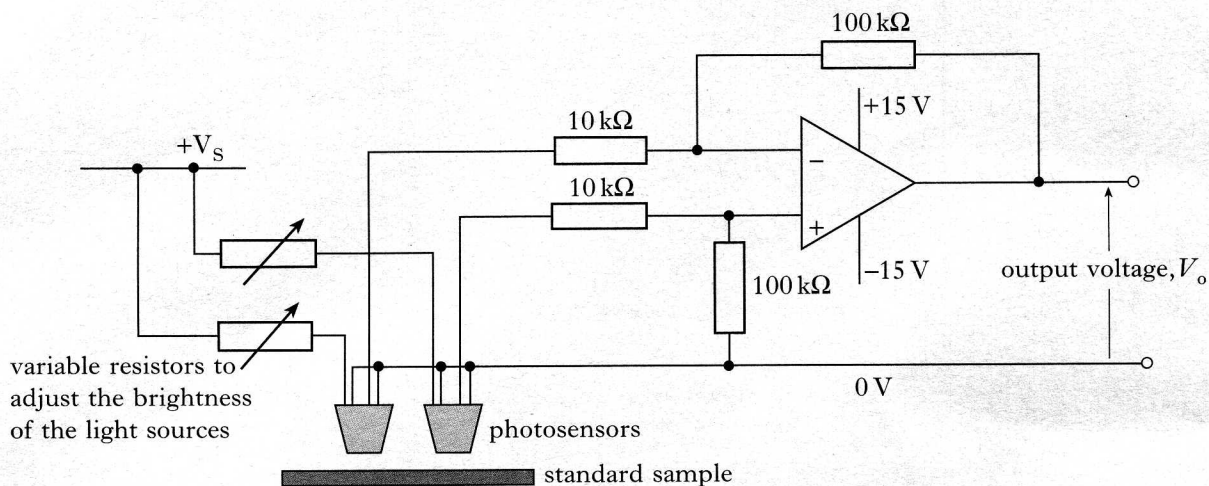 100 kΩ
+15 V
10 kΩ
+V_S
−
10 kΩ
+
−15 V
output voltage, V_o
100 kΩ
variable resistors to
adjust the brightness
of the light sources
0 V
photosensors
standard sample